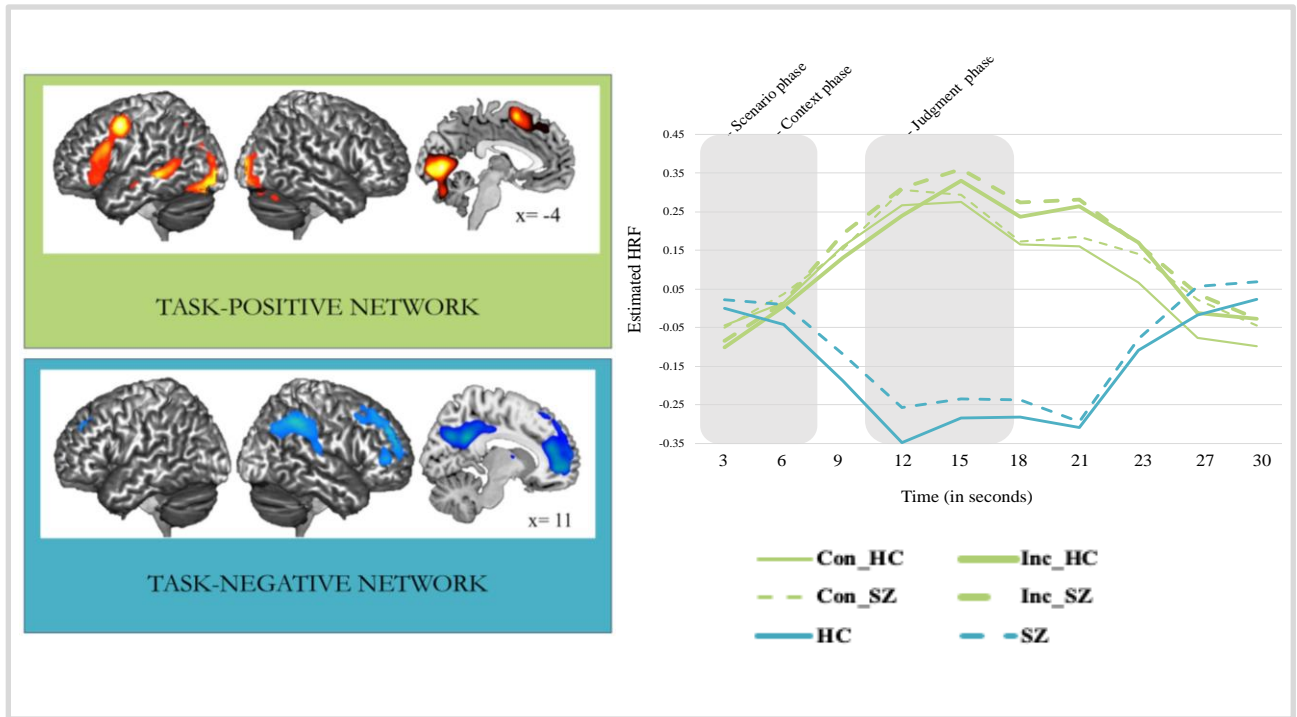 x= -4
TASK-POSITIVE NETWORK
x= 11
TASK-NEGATIVE NETWORK
- Scenario phase
- Context phase
- Judgment phase
Estimated HRF
0.45
0.35
0.25
0.15
0.05
-0.05
-0.15
-0.25
-0.35
3 6 9 12 15 18 21 23 27 30
Time (in seconds)
Con_HC Inc_HC
Con_SZ Inc_SZ
HC SZ